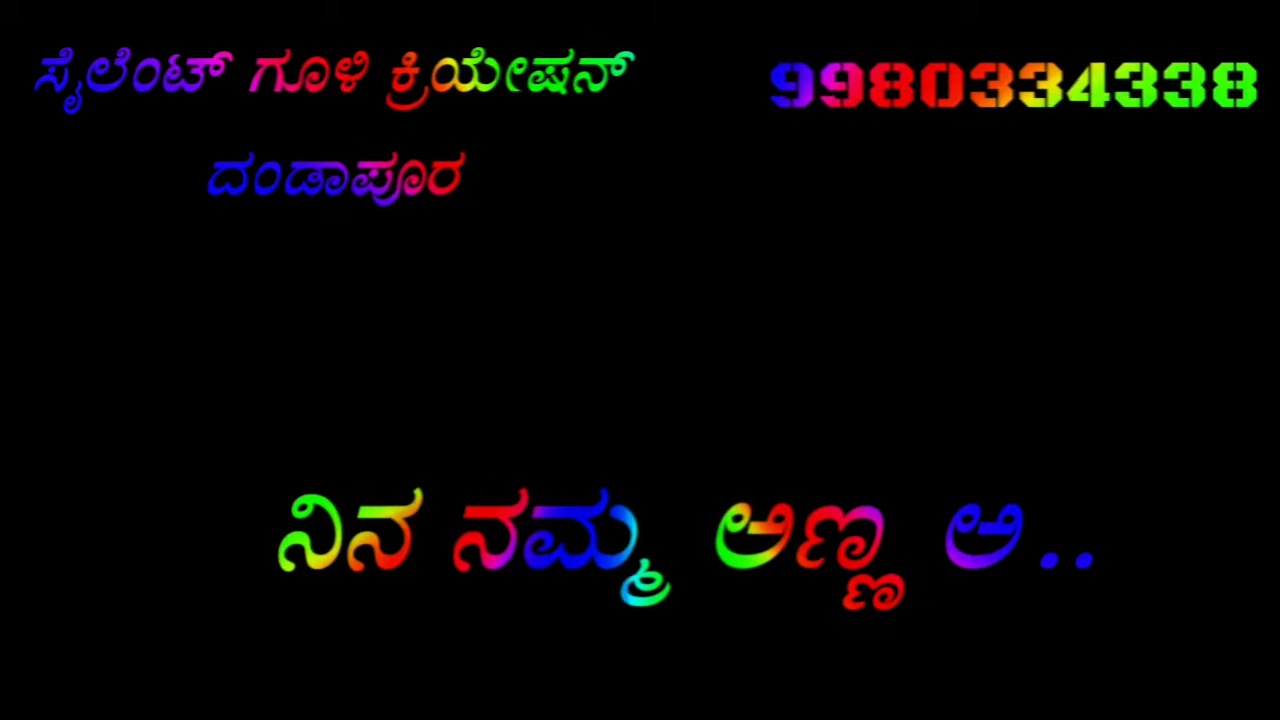 ಸೈಲೆಂಟ್ ಗೂಳಿ ಕ್ರಿಯೇಷನ್
9980334338
ದಂಡಾಪೂರ
ನಿನ ನಮ್ಮ ಅಣ್ಣ ಅ..